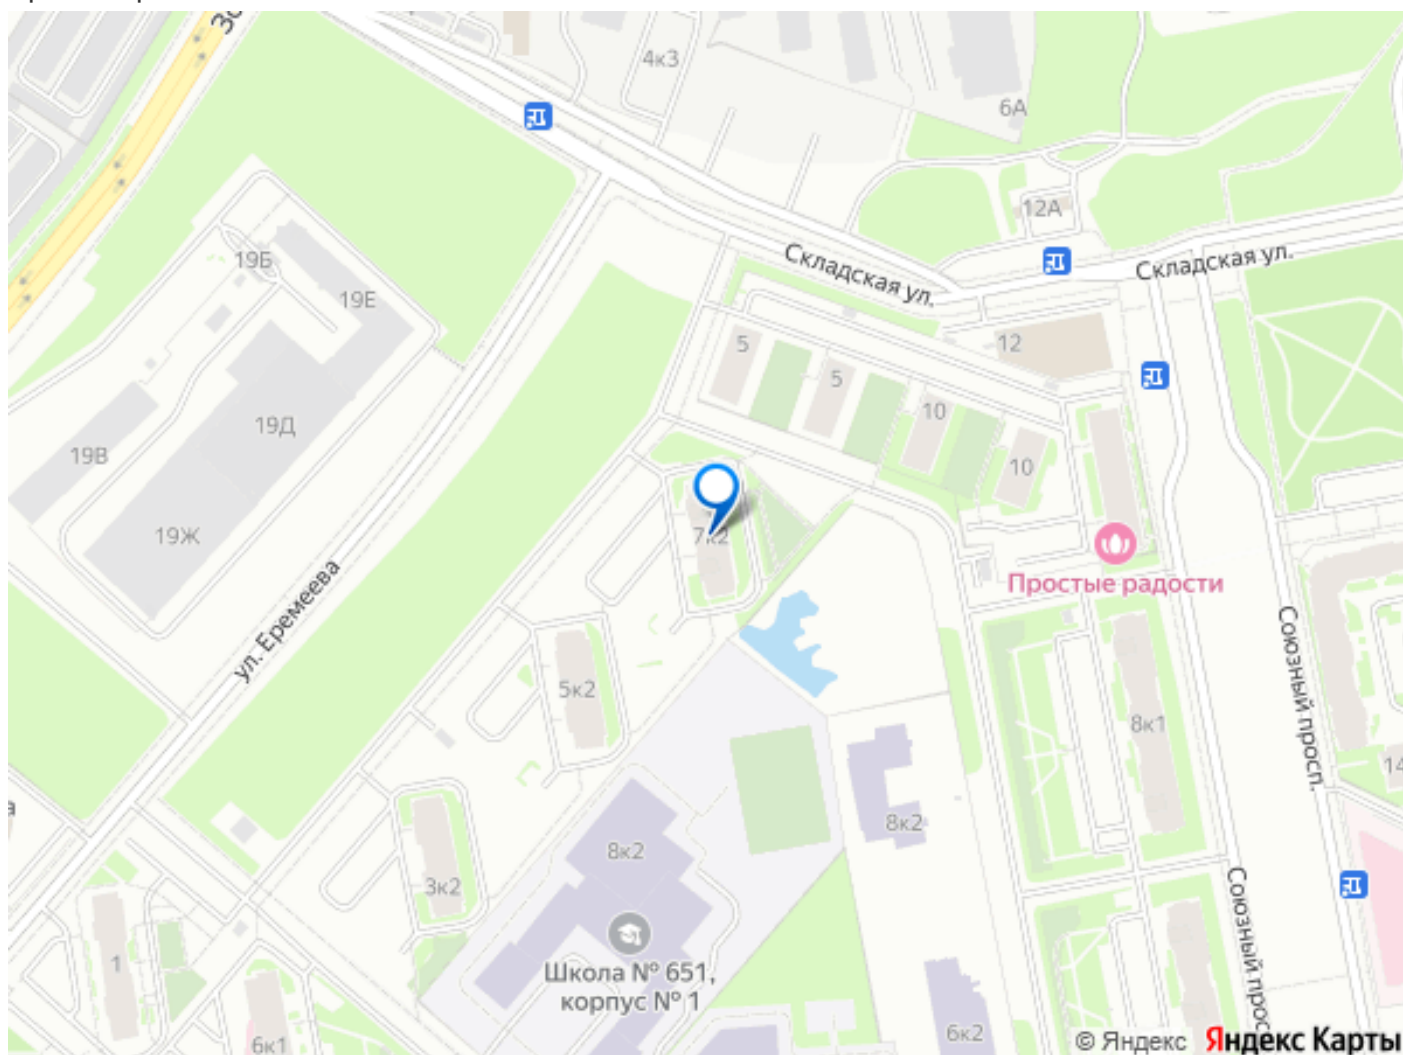 4к3
6А
12А
19Б
Складская ул.
Складская ул.
19Е
5
12
5
10
19Д
19В
10
7к2
19Ж
Простые радости
ул. Еремеева
Союзный просп.
5к2
8к1
14
а
8к2
8к2
3к2
Союзный прос
1
Школа № 651,
корпус № 1
6к2
6к1
© Яндекс Яндекс Карты